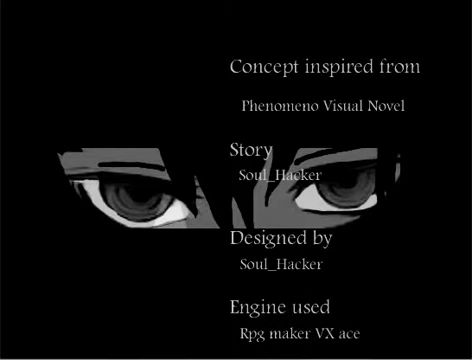 Concept inspired from
Phenomeno Visual Novel
Story
Soul_Hacker
Designed by
Soul_Hacker
Engine used
Rpg maker VX ace